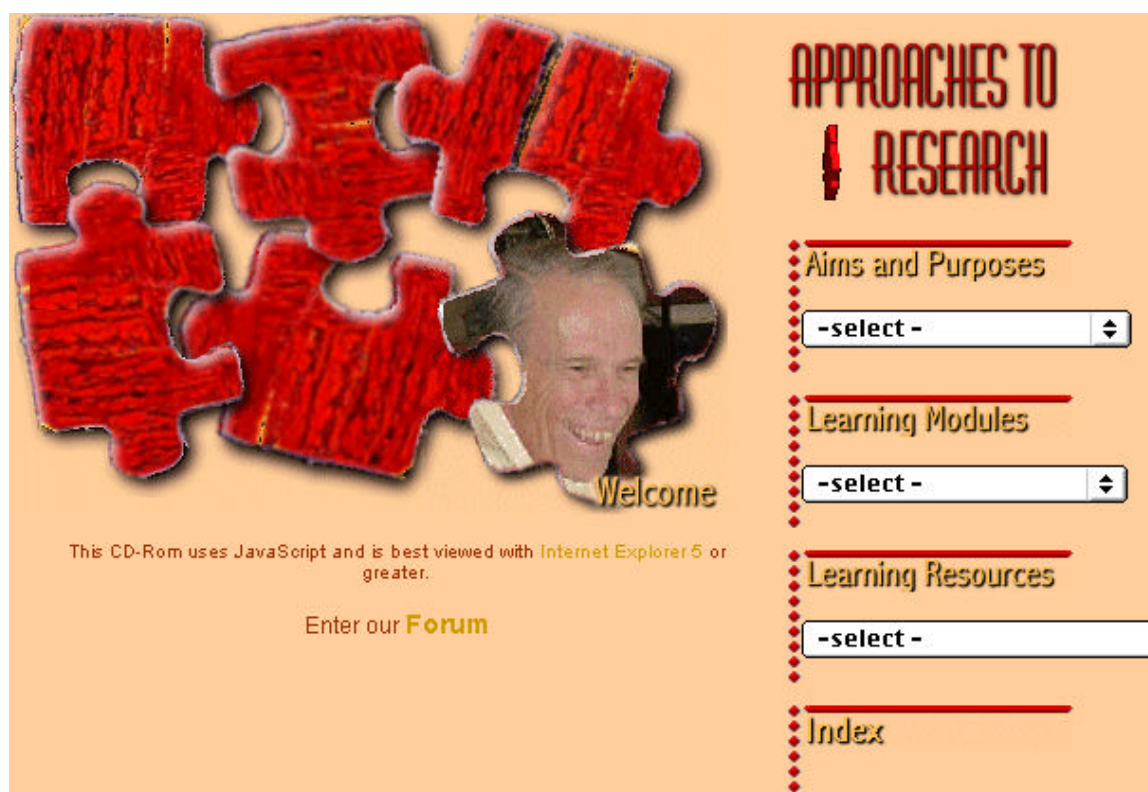 APPROACHES TO
RESEARCH
Aims and Purposes
-select -
Learning Modules
-select -
Learning Resources
-select -
Index
Welcome
This CD-Rom uses JavaScript and is best viewed with Internet Explorer 5 or
greater.
Enter our Forum